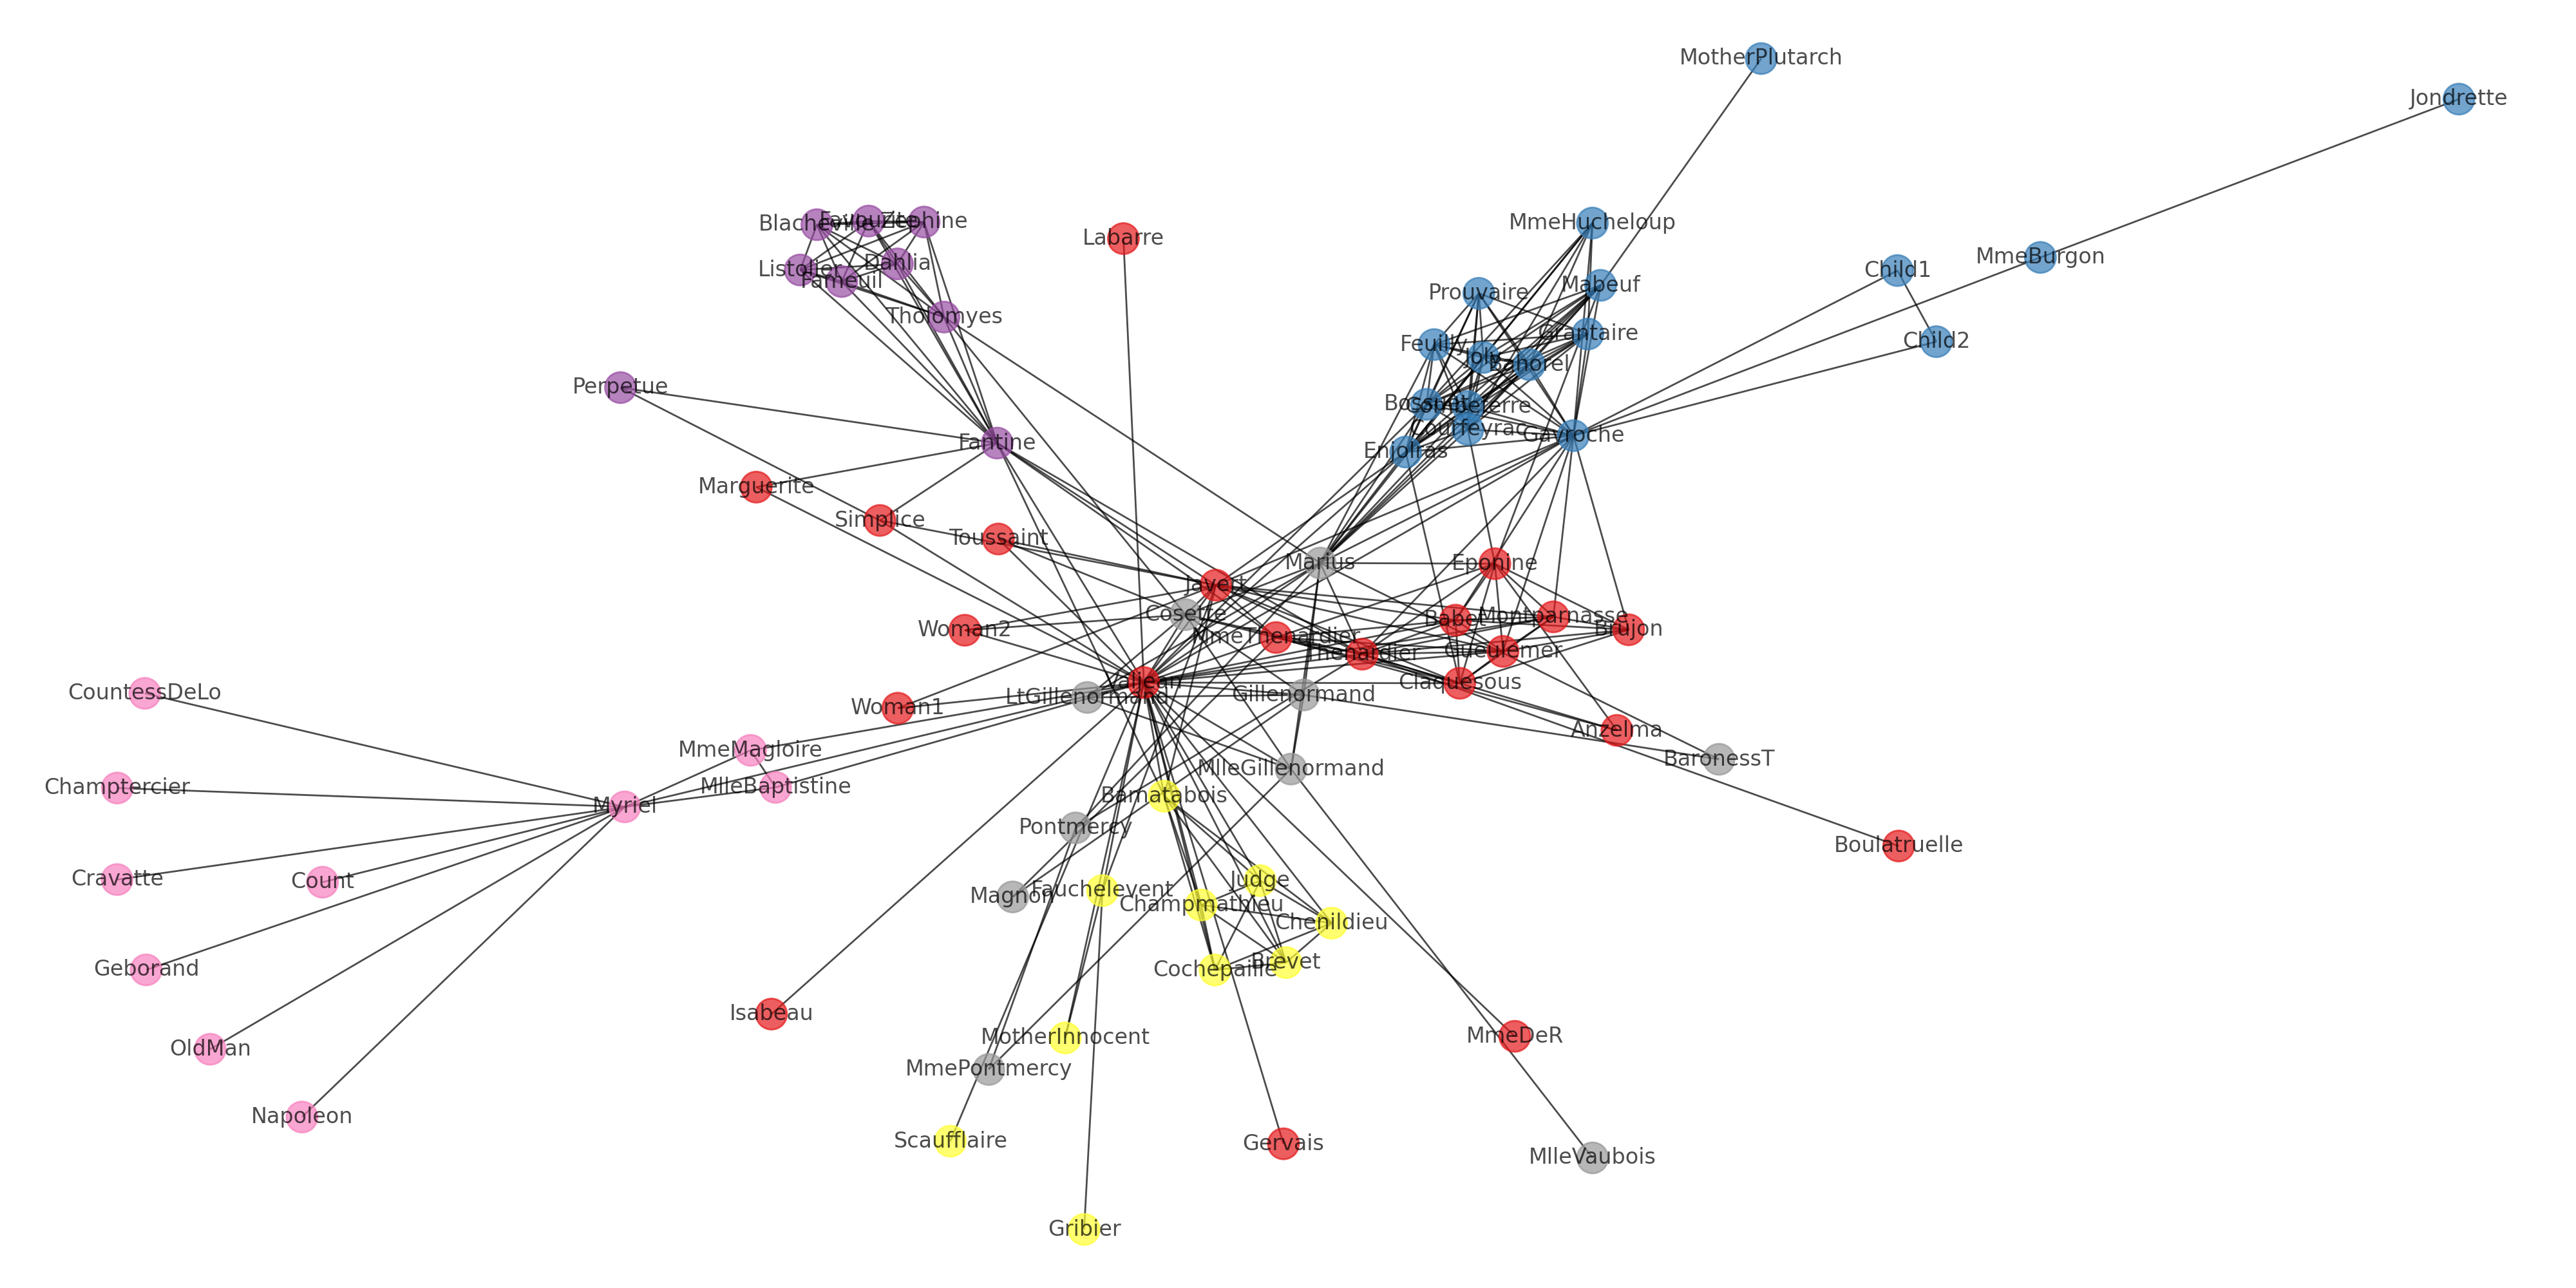 MotherPlutarch
Jondrette
Blacheville
Favourite
Zephine
MmeHucheloup
Labarre
MmeBurgon
Listolier
Dahlia
Fameuil
Child1
Mabeuf
Prouvaire
Tholomyes
Grantaire
Feuilly
Joly
Bahorel
Child2
Perpetue
Bossuet
Combeferre
Courfeyrac
Gavroche
Fantine
Enjolras
Marguerite
Simplice
Toussaint
Marius
Eponine
Javert
Cosette
Babet
Montparnasse
Brujon
Woman2
MmeThenardier
Thenardier
Gueulemer
Valjean
Claquesous
CountessDeLo
LtGillenormand
Gillenormand
Woman1
Anzelma
MmeMagloire
BaronessT
MlleGillenormand
Champtercier
MlleBaptistine
Bamatabois
Myriel
Pontmercy
Boulatruelle
Cravatte
Count
Judge
Fauchelevent
Magnon
Champmathieu
Chenildieu
Geborand
Cochepaille
Brevet
Isabeau
MotherInnocent
MmeDeR
OldMan
MmePontmercy
Napoleon
Scaufflaire
Gervais
MlleVaubois
Gribier